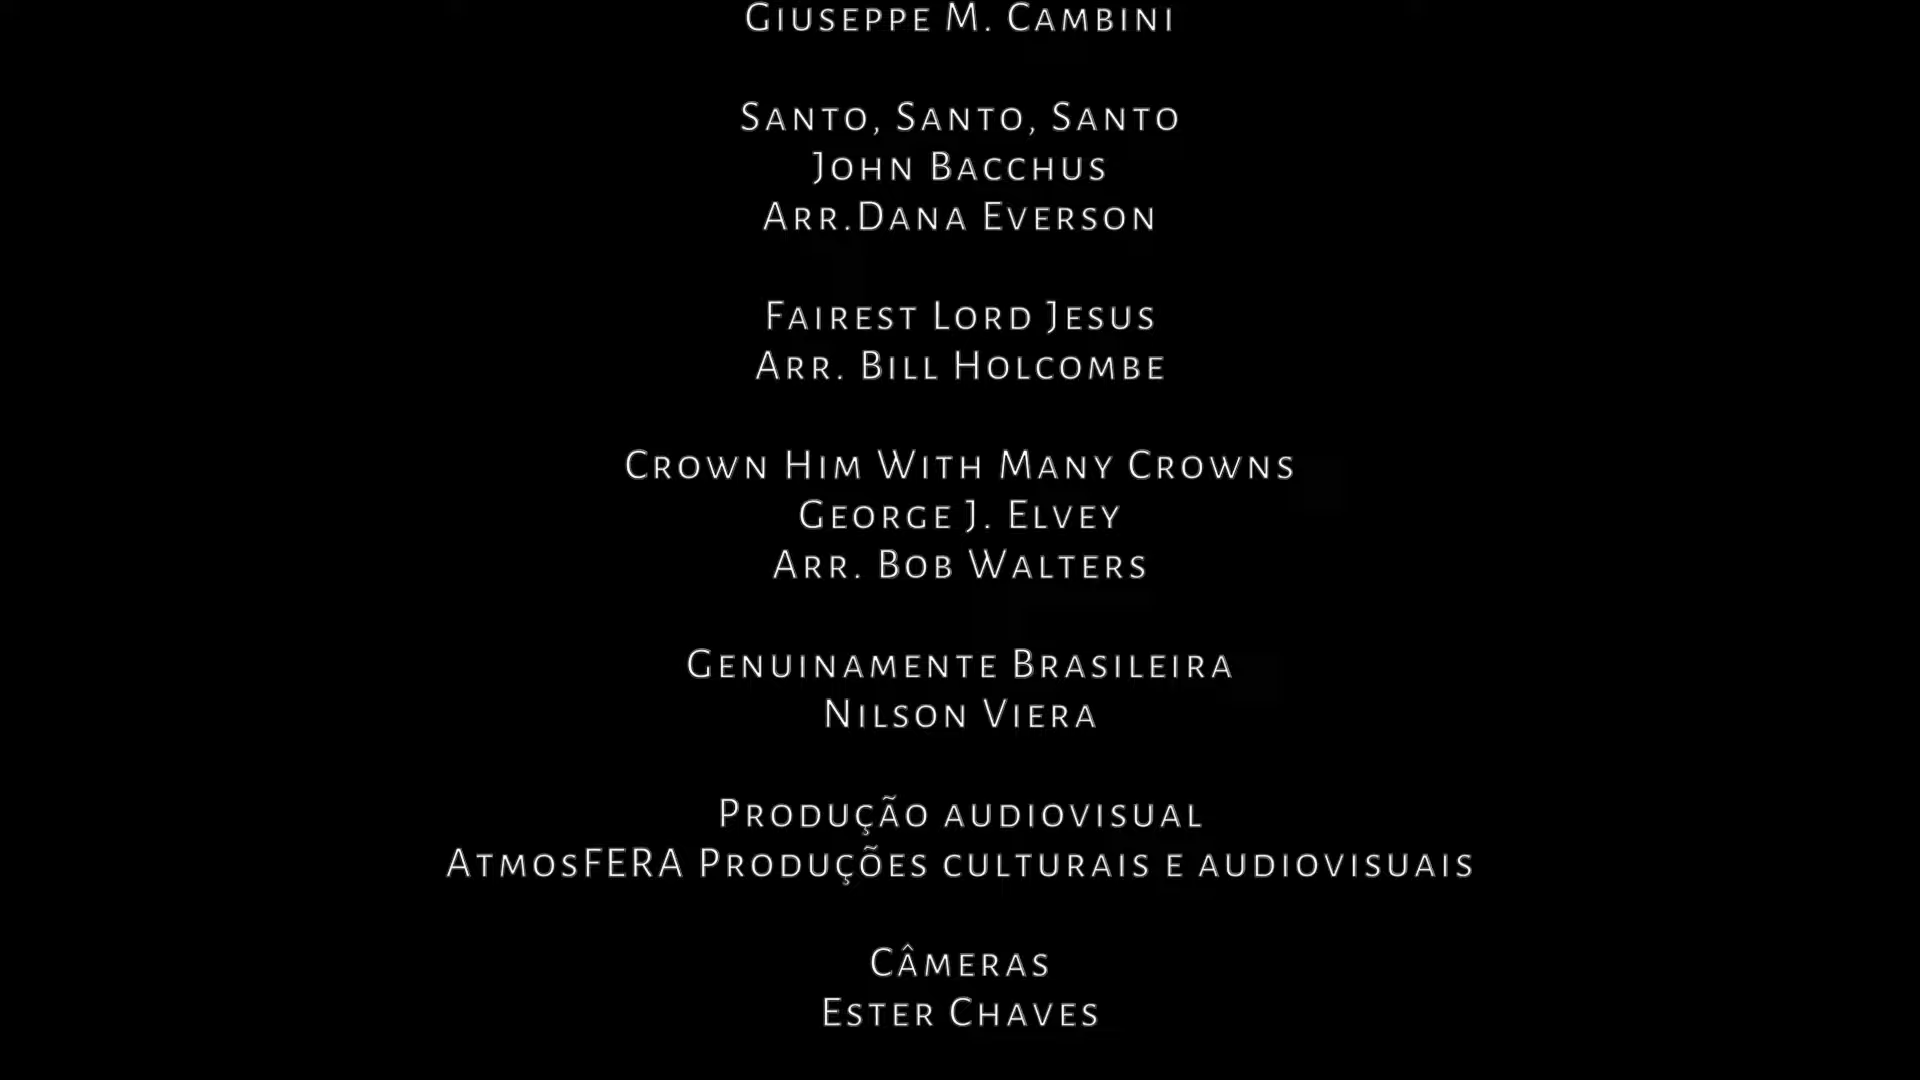 Giuseppe M. Cambini
Santo, Santo, Santo
John Bacchus
Arr.Dana Everson
Fairest Lord Jesus
Arr. Bill Holcombe
Crown Him With Many Crowns
George J. Elvey
Arr. Bob Walters
Genuinamente Brasileira
Nilson Viera
Produção audiovisual
AtmosFERA Produções culturais e audiovisuais
Câmeras
Ester Chaves